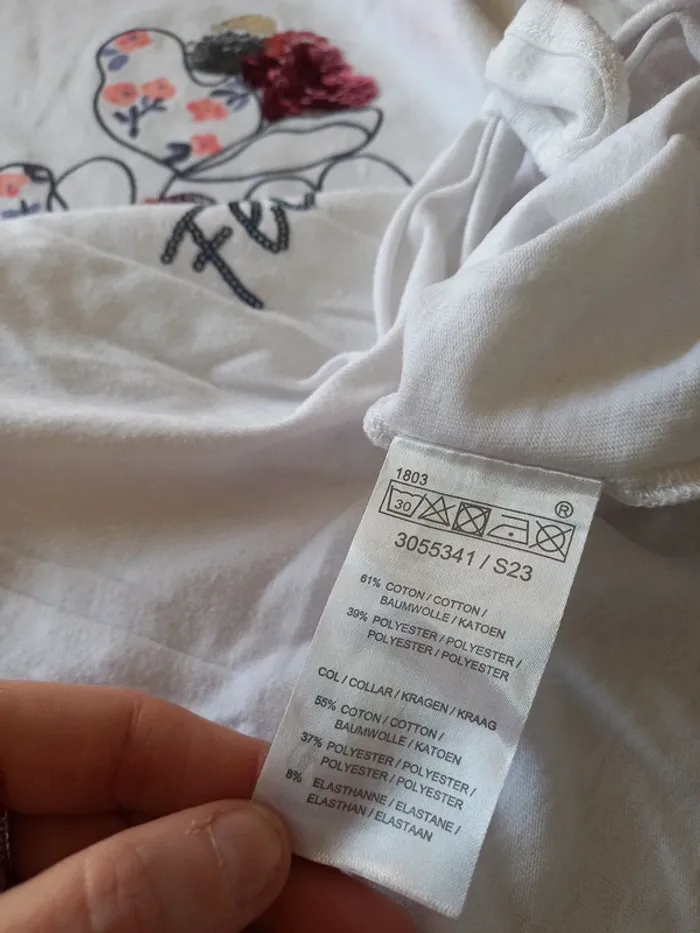 1803
30
®
3055341 / S23
61% COTON / COTTON /
BAUMWOLLE / KATOEN
39% POLYESTER / POLYESTER /
POLYESTER / POLYESTER
COL / COLLAR / KRAGEN / KRAAG
55% COTON / COTTON /
BAUMWOLLE / KATOEN
37% POLYESTER / POLYESTER /
POLYESTER / POLYESTER
8% ELASTHANNE / ELASTANE /
ELASTHAN / ELASTAAN